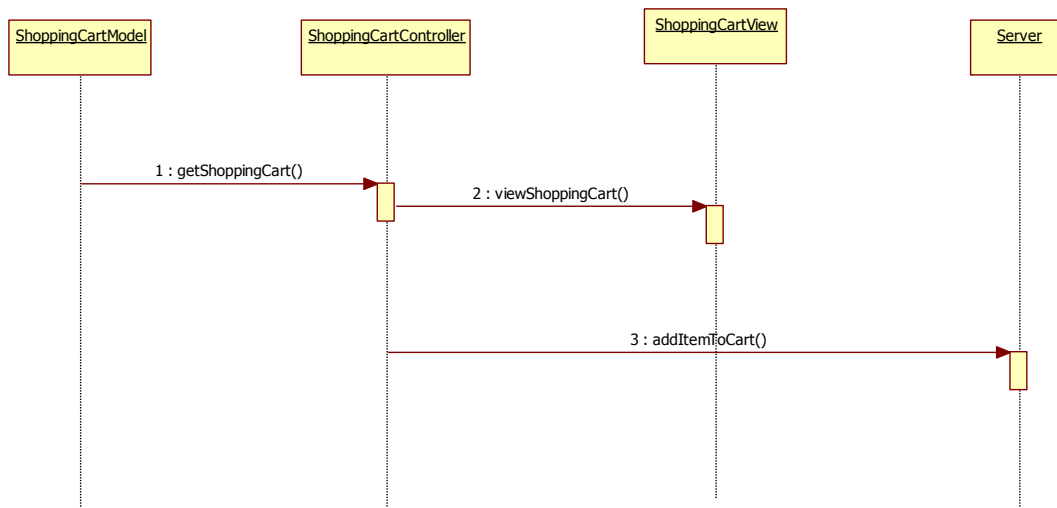 ShoppingCartModel
ShoppingCartController
ShoppingCartView
Server
1 : getShoppingCart()
2 : viewShoppingCart()
3 : addItemToCart()